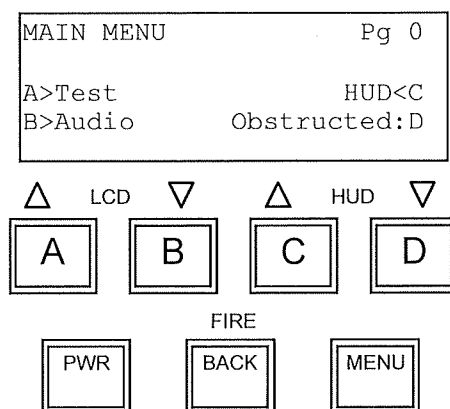 MAIN MENU Pg 0
A>Test HUD<C
B>Audio Obstructed:D
LCD HUD
A B C D
FIRE
PWR BACK MENU